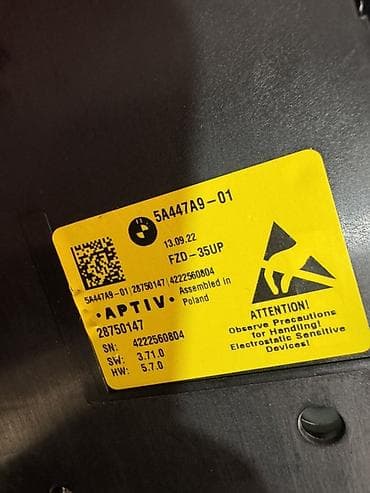 5A447A9-01
13.09.22
FZD-35UP
5A447A9-01|28750147|4222560804
• A P T I V • Assembled in
Poland
28750147
SN: 4222560804
SW: 3.71.0
HW: 5.7.0
ATTENTION!
Observe Precautions
for Handling!
Electrostatic Sensitive
Devices!